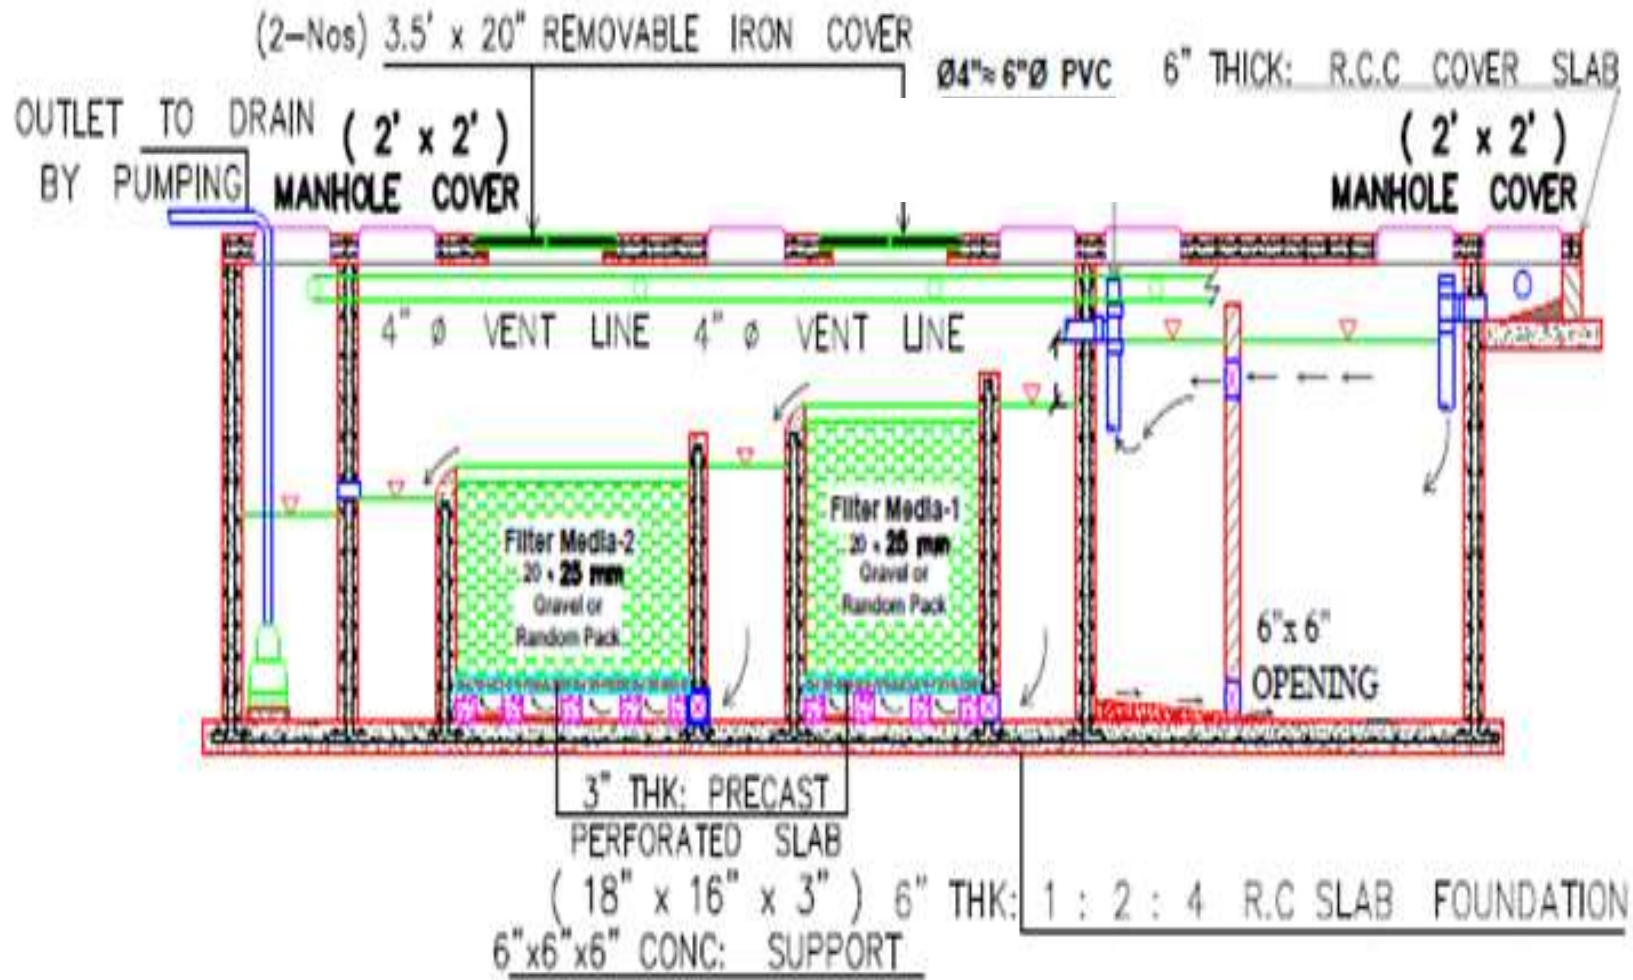 (2-Nos) 3.5' x 20" REMOVABLE IRON COVER
Ø4"≈6"Ø PVC
6" THICK: R.C.C COVER SLAB
OUTLET TO DRAIN
BY PUMPING
( 2' x 2' )
MANHOLE COVER
( 2' x 2' )
MANHOLE COVER
4" ø VENT LINE
4" ø VENT LINE
Filter Media-1
20 - 25 mm
Gravel or
Random Pack
Filter Media-2
20 - 25 mm
Gravel or
Random Pack
6"x 6"
OPENING
3" THK: PRECAST
PERFORATED SLAB
( 18" x 16" x 3" )
6"x6"x6" CONC: SUPPORT
6" THK: 1 : 2 : 4 R.C SLAB FOUNDATION